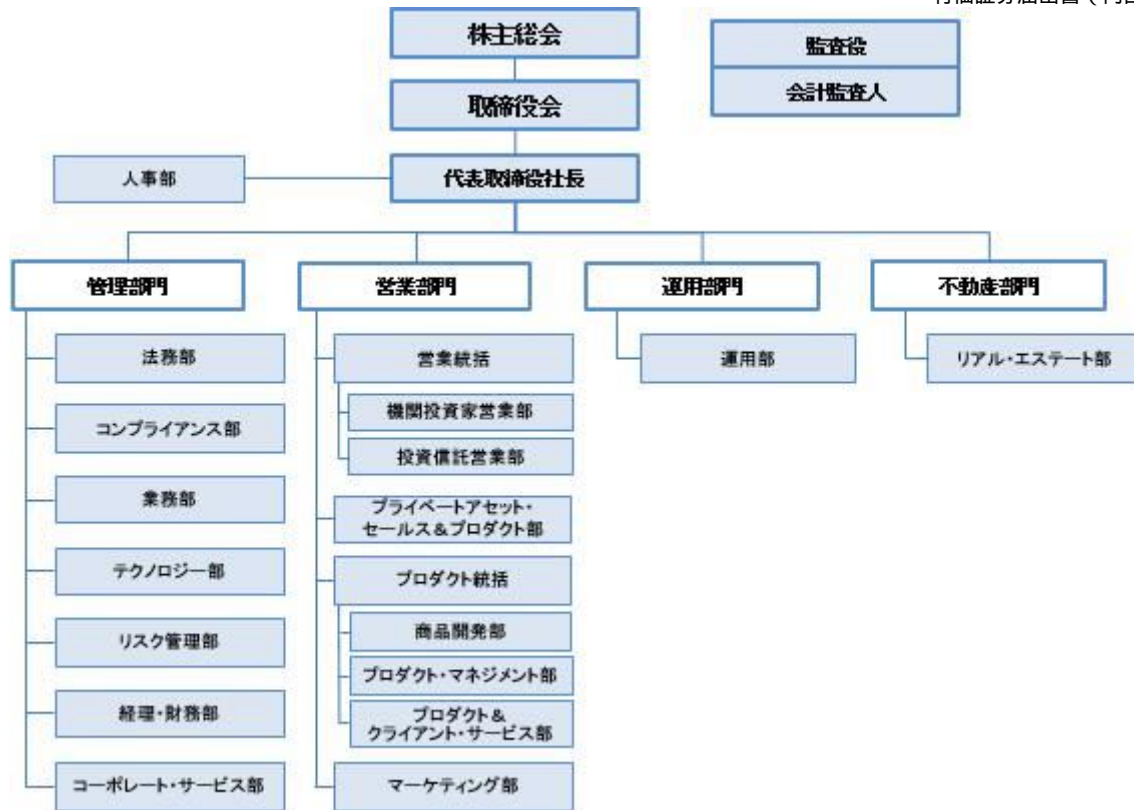 株主総会
監査役
会計監査人
取締役会
代表取締役社長
人事部
管理部門
営業部門
運用部門
不動産部門
法務部
コンプライアンス部
業務部
テクノロジー部
リスク管理部
経理・財務部
コーポレート・サービス部
営業統括
機関投資家営業部
投資信託営業部
プライベートアセット・
セールス＆プロダクト部
プロダクト統括
商品開発部
プロダクト・マネジメント部
プロダクト＆
クライアント・サービス部
マーケティング部
運用部
リアル・エステート部